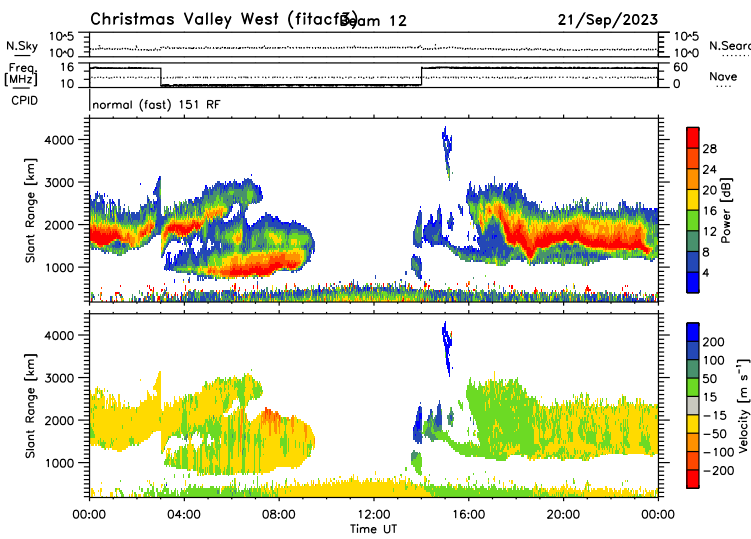 Christmas Valley West (fitacf3)
Beam 12
21/Sep/2023
N.Sky
10^5
10^0
10^5
10^0
N.Searc
Freq
[MHz]
16
10
60
0
Nave
CPID
normal (fast) 151 RF
Slant Range [km]
4000
3000
2000
1000
28
24
20
16
12
8
4
Power [dB]
Slant Range [km]
4000
3000
2000
1000
200
100
50
15
-15
-50
-100
-200
Velocity [m s⁻¹]
00:00 04:00 08:00 12:00 16:00 20:00 00:00
Time UT